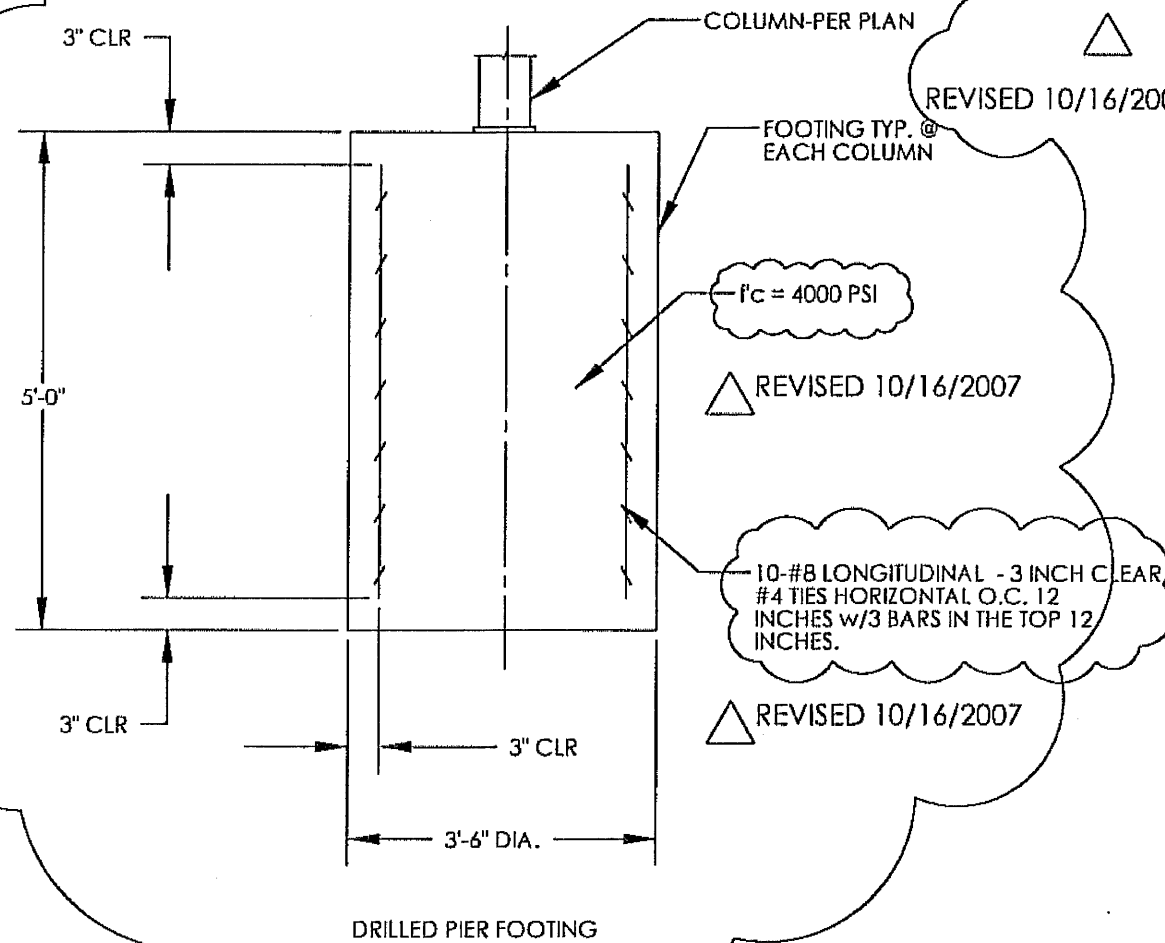 3" CLR
COLUMN-PER PLAN
REVISED 10/16/200
FOOTING TYP. @
EACH COLUMN
f'c = 4000 PSI
5'-0"
REVISED 10/16/2007
10-#8 LONGITUDINAL - 3 INCH CLEAR,
#4 TIES HORIZONTAL O.C. 12
INCHES w/3 BARS IN THE TOP 12
INCHES.
REVISED 10/16/2007
3" CLR
3" CLR
3'-6" DIA.
DRILLED PIER FOOTING